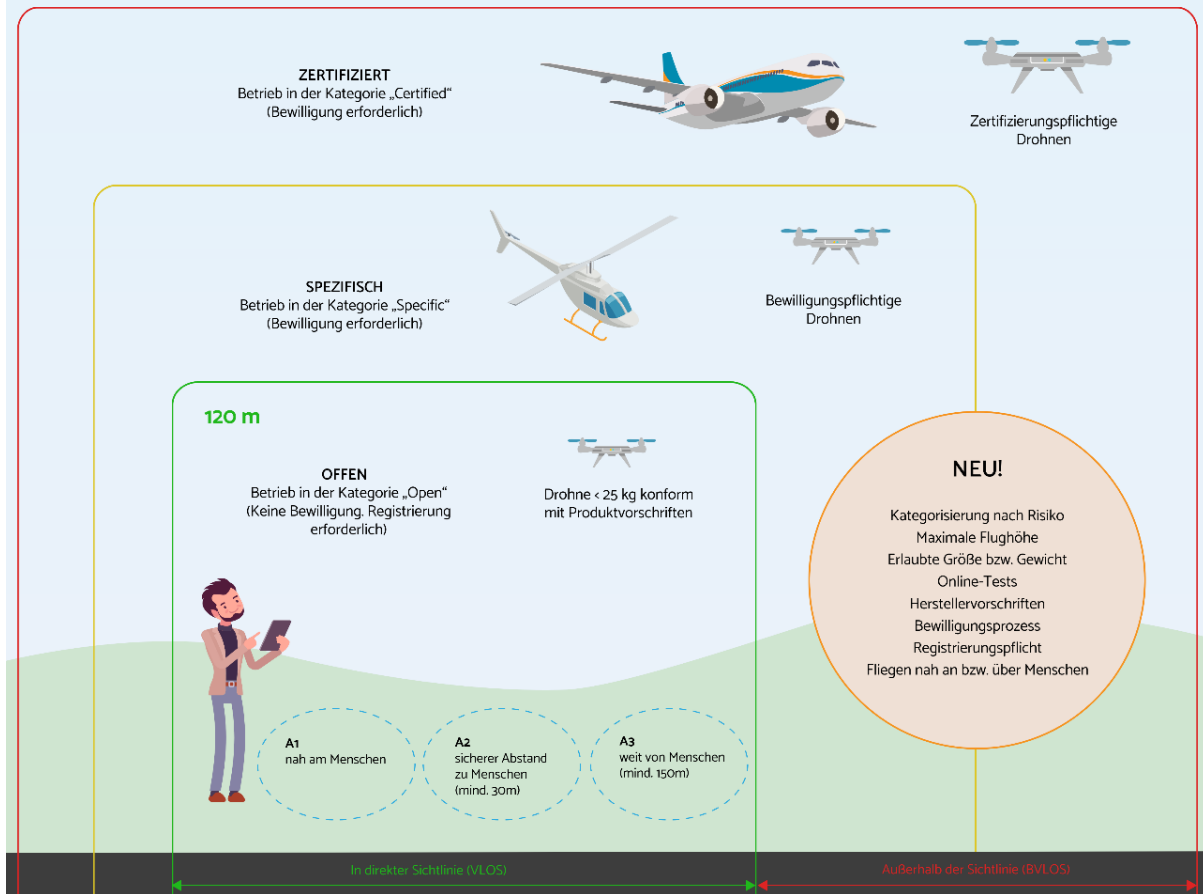 ZERTIFIZIERT
Betrieb in der Kategorie „Certified“
(Bewilligung erforderlich)
Zertifizierungspflichtige
Drohnen
SPEZIFISCH
Betrieb in der Kategorie „Specific“
(Bewilligung erforderlich)
Bewilligungspflichtige
Drohnen
120 m
OFFEN
Betrieb in der Kategorie „Open“
(Keine Bewilligung. Registrierung
erforderlich)
Drohne < 25 kg konform
mit Produktvorschriften
NEU!
Kategorisierung nach Risiko
Maximale Flughöhe
Erlaubte Größe bzw. Gewicht
Online-Tests
Herstellervorschriften
Bewilligungsprozess
Registrierungspflicht
Fliegen nah an bzw. über Menschen
A1
nah am Menschen
A2
sicherer Abstand
zu Menschen
(mind. 30m)
A3
weit von Menschen
(mind. 150m)
In direkter Sichtlinie (VLOS)
Außerhalb der Sichtlinie (BVLOS)